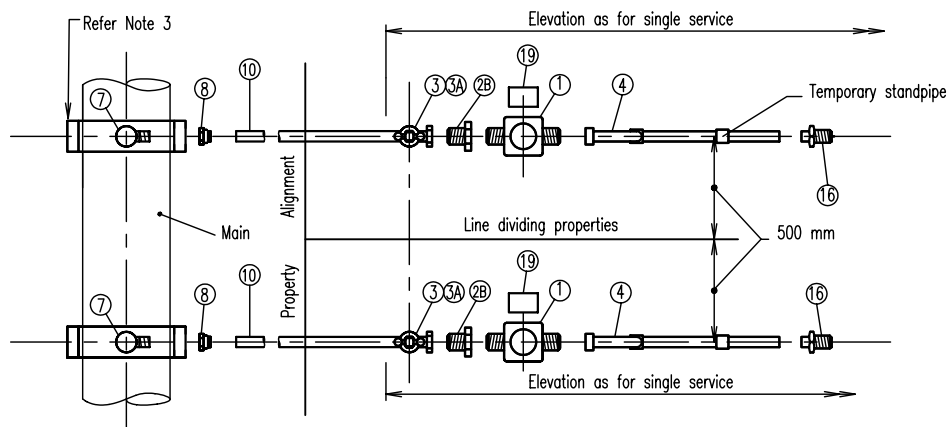 Elevation as for single service
Refer Note 3
19
10
3 3A 2B
1
4
8
7
Temporary standpipe
16
Alignment
Line dividing properties
Main
500 mm
Property
19
10
3 3A 2B
1
4
16
8
7
Elevation as for single service